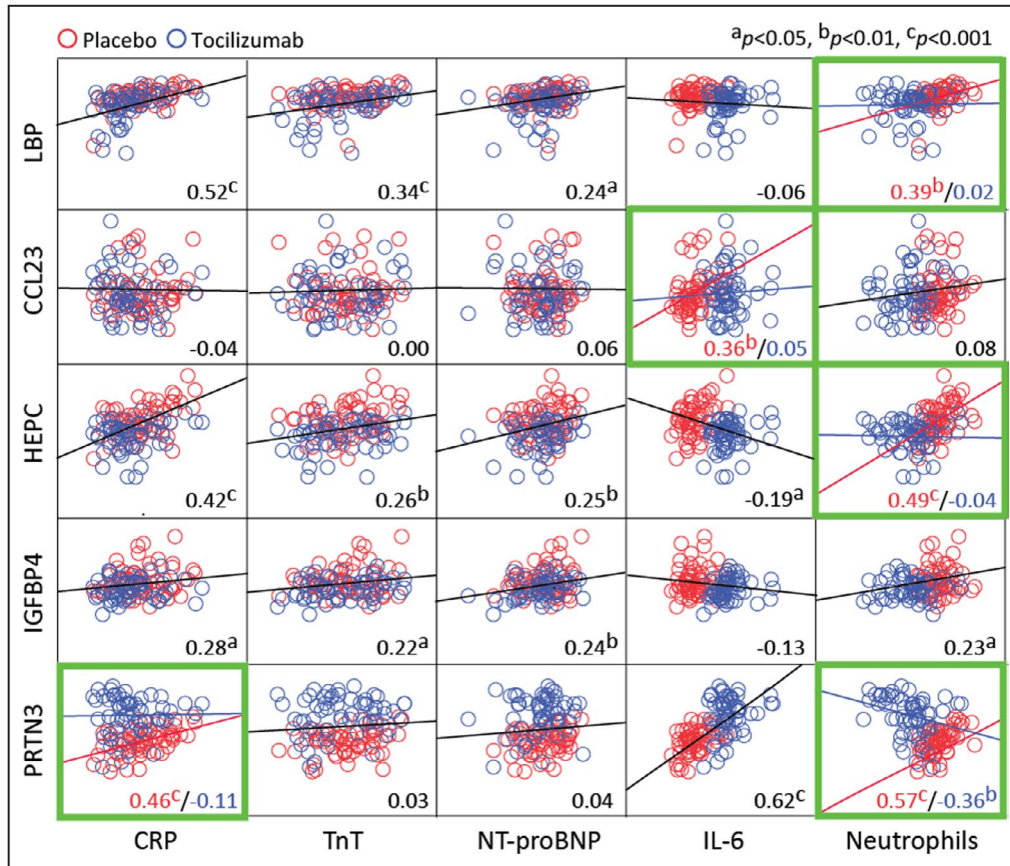 Placebo Tocilizumab ᵃp<0.05, ᵇp<0.01, ᶜp<0.001
LBP 0.52ᶜ 0.34ᶜ 0.24ᵃ -0.06 0.39ᵇ/0.02
CCL23 -0.04 0.00 0.06 0.36ᵇ/0.05 0.08
HEPC 0.42ᶜ 0.26ᵇ 0.25ᵇ -0.19ᵃ 0.49ᶜ/-0.04
IGFBP4 0.28ᵃ 0.22ᵃ 0.24ᵇ -0.13 0.23ᵃ
PRTN3 0.46ᶜ/-0.11 0.03 0.04 0.62ᶜ 0.57ᶜ/-0.36ᵇ
CRP TnT NT-proBNP IL-6 Neutrophils